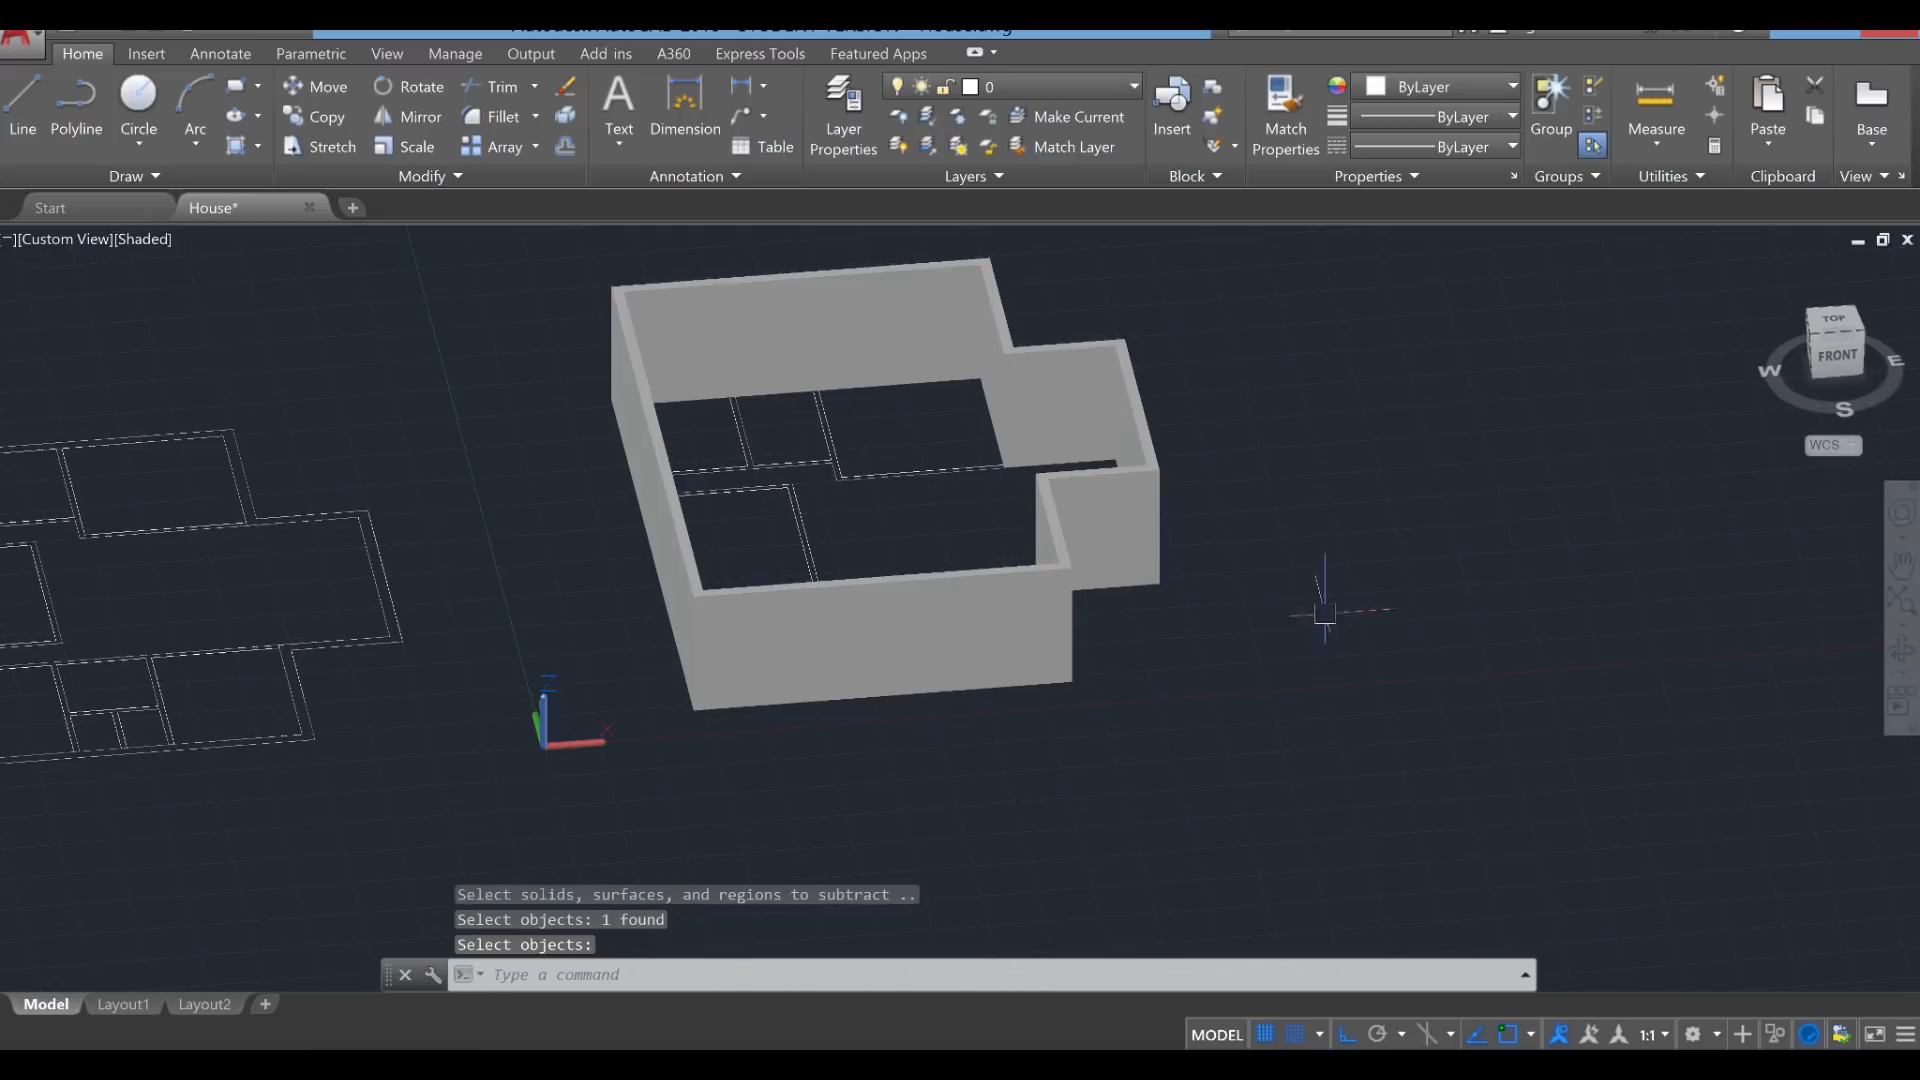 Home Insert Annotate Parametric View Manage Output Add ins A360 Express Tools Featured Apps
Line Polyline Circle Arc
Move Rotate Trim
Copy Mirror Fillet
Stretch Scale Array
Text Dimension Table
Layer Properties
0
Make Current
Match Layer
Insert
Match Properties
ByLayer
ByLayer
ByLayer
Group Measure Paste Base
Draw Modify Annotation Layers Block Properties Groups Utilities Clipboard View
Start House* +
[−][Custom View][Shaded]
TOP
FRONT
W E
S
WCS
Z
X
Select solids, surfaces, and regions to subtract ..
Select objects: 1 found
Select objects:
Type a command
Model Layout1 Layout2 +
MODEL 1:1